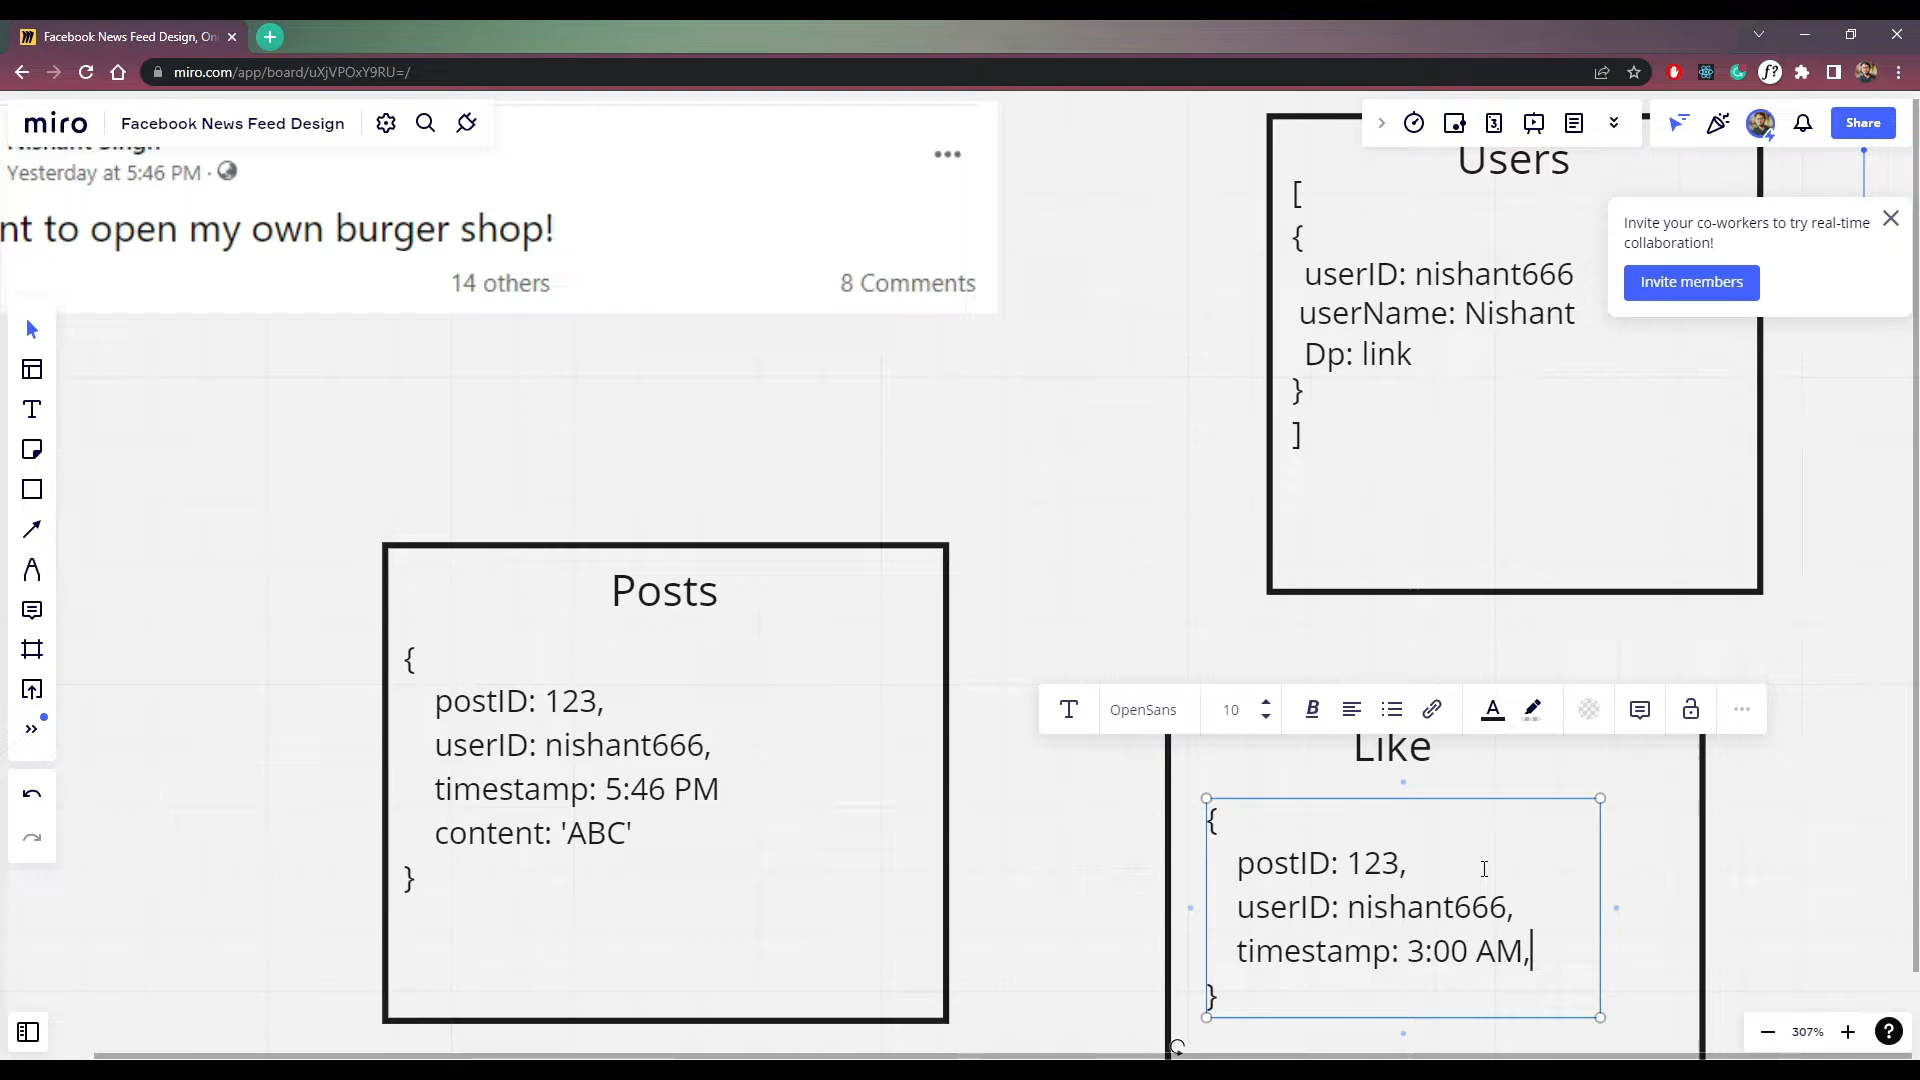 Facebook News Feed Design, On
miro.com/app/board/uXjVPOxY9RU=/
miro
Facebook News Feed Design
Share
Nishant Singh
Yesterday at 5:46 PM ·
nt to open my own burger shop!
14 others
8 Comments
Users
[
{
userID: nishant666
userName: Nishant
Dp: link
}
]
Invite your co-workers to try real-time
collaboration!
Invite members
Posts
{
postID: 123,
userID: nishant666,
timestamp: 5:46 PM
content: 'ABC'
}
OpenSans
10
B
A
Like
{
postID: 123,
userID: nishant666,
timestamp: 3:00 AM,
}
307%